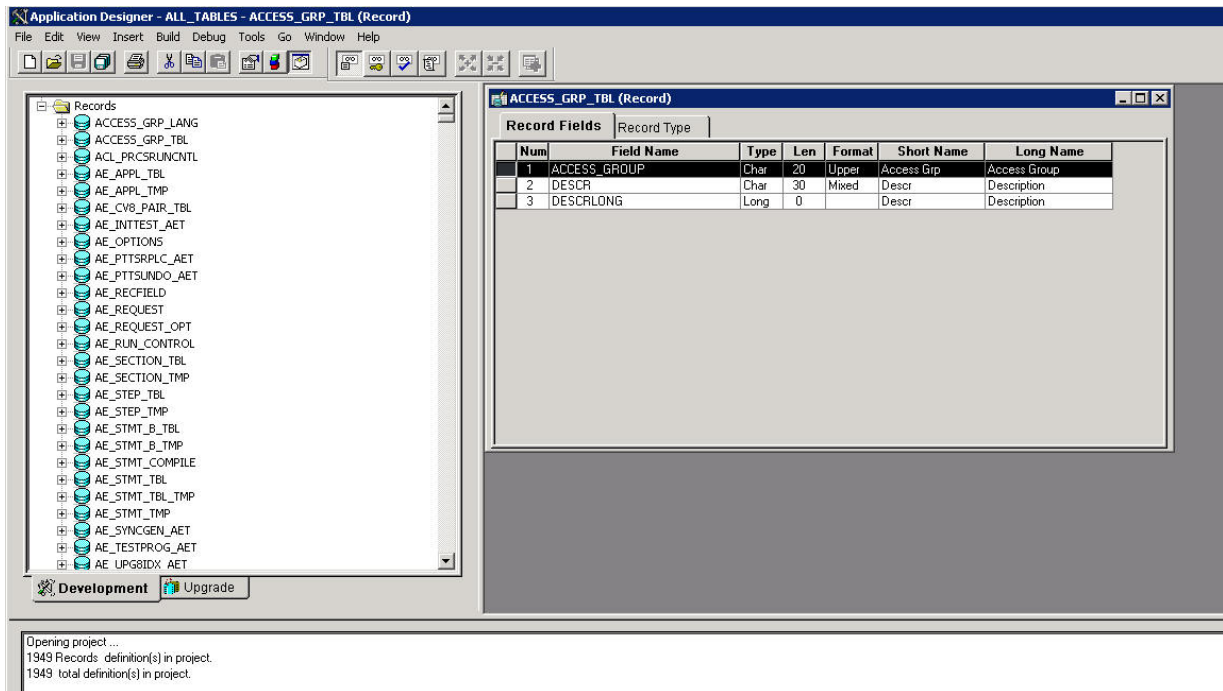 Application Designer - ALL_TABLES - ACCESS_GRP_TBL (Record)
File Edit View Insert Build Debug Tools Go Window Help
Records
ACCESS_GRP_LANG
ACCESS_GRP_TBL
ACL_PRCSRUNCNTL
AE_APPL_TBL
AE_APPL_TMP
AE_CV8_PAIR_TBL
AE_INTTEST_AET
AE_OPTIONS
AE_PTTSRPLC_AET
AE_PTTSUNDO_AET
AE_RECFIELD
AE_REQUEST
AE_REQUEST_OPT
AE_RUN_CONTROL
AE_SECTION_TBL
AE_SECTION_TMP
AE_STEP_TBL
AE_STEP_TMP
AE_STMT_B_TBL
AE_STMT_B_TMP
AE_STMT_COMPILE
AE_STMT_TBL
AE_STMT_TBL_TMP
AE_STMT_TMP
AE_SYNCGEN_AET
AE_TESTPROG_AET
AE_UPG8IDX_AET
Development Upgrade
ACCESS_GRP_TBL (Record)
Record Fields Record Type
Num Field Name Type Len Format Short Name Long Name
1 ACCESS_GROUP Char 20 Upper Access Grp Access Group
2 DESCR Char 30 Mixed Descr Description
3 DESCRLONG Long 0 Descr Description
Opening project ...
1949 Records definition(s) in project.
1949 total definition(s) in project.